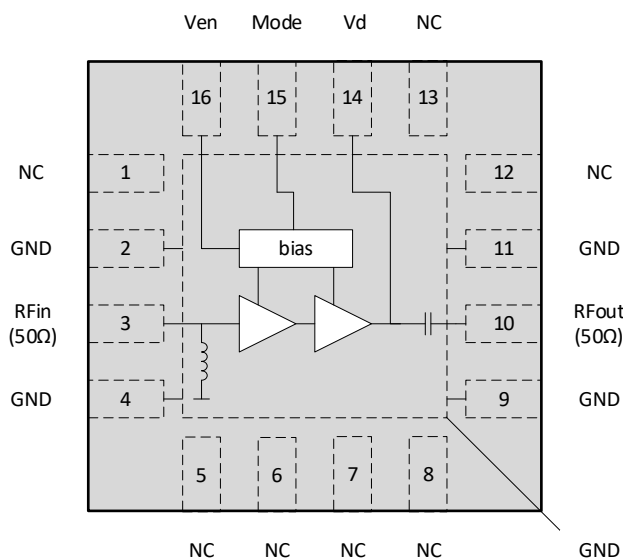 Ven Mode Vd NC
16 15 14 13
NC 1 12 NC
GND 2 bias 11 GND
RFin (50Ω) 3 10 RFout (50Ω)
GND 4 9 GND
5 6 7 8
NC NC NC NC GND